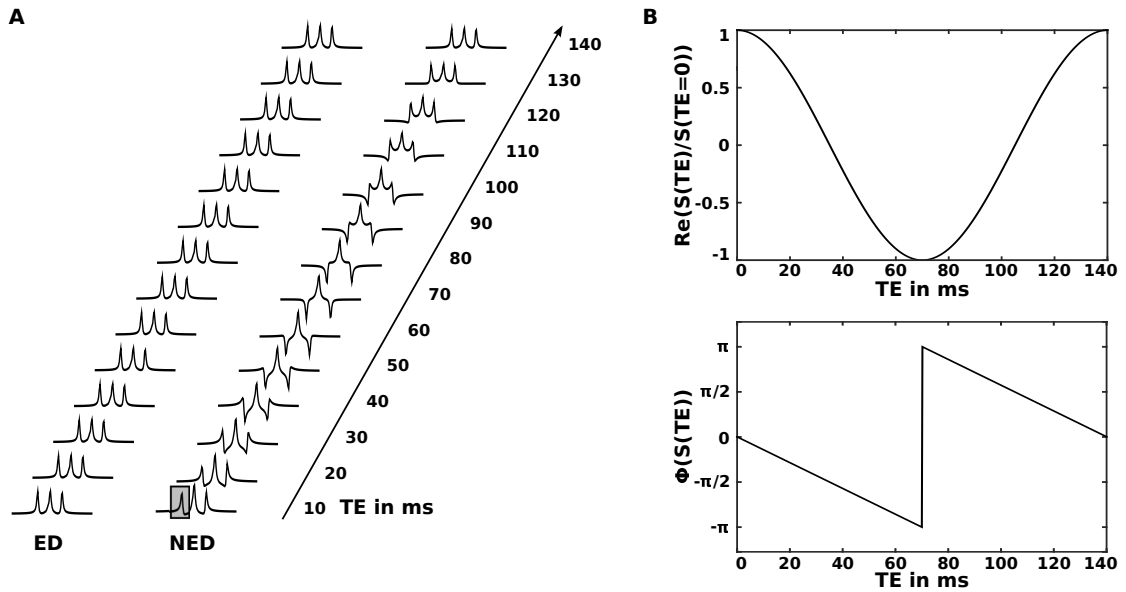 A
140
130
120
110
100
90
80
70
60
50
40
30
20
10 TE in ms
ED NED
B
Re(S(TE)/S(TE=0))
1
0.5
0
-0.5
-1
0 20 40 60 80 100 120 140
TE in ms
Φ(S(TE))
π
π/2
0
-π/2
-π
0 20 40 60 80 100 120 140
TE in ms